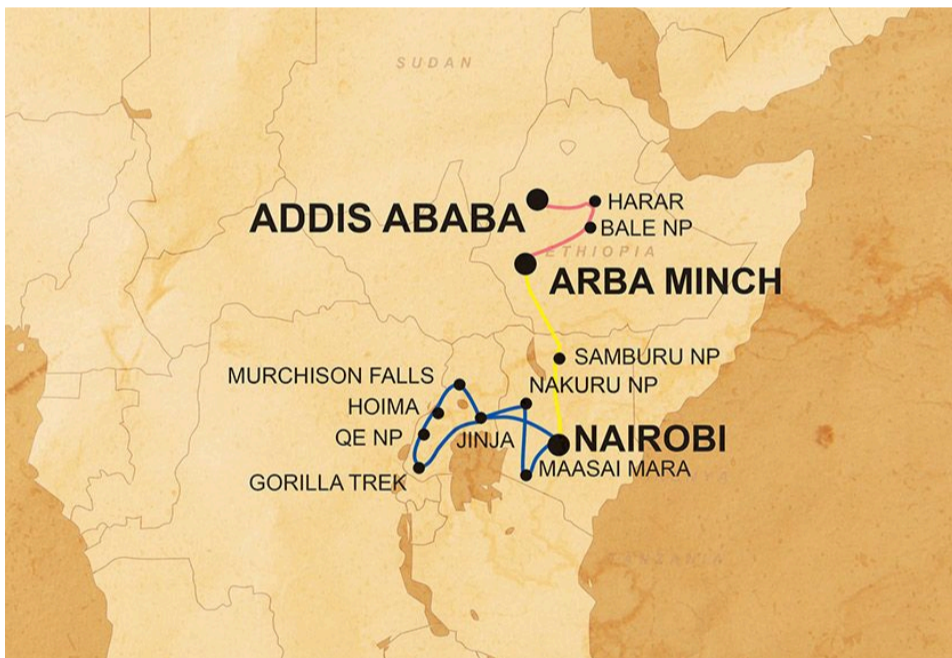 SUDAN
ADDIS ABABA
HARAR
BALE NP
ETHIOPIA
ARBA MINCH
SAMBURU NP
MURCHISON FALLS
NAKURU NP
HOIMA
QE NP
JINJA
NAIROBI
GORILLA TREK
MAASAI MARA
TANZANIA